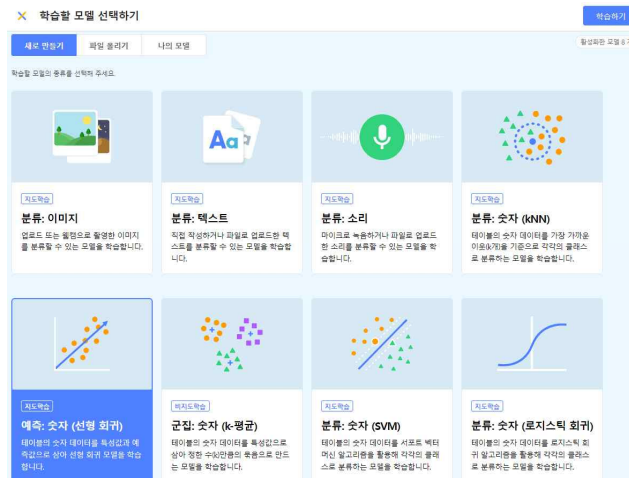 학습할 모델 선택하기
학습하기
새로 만들기
파일 올리기
나의 모델
활성화한 모델 8
학습할 모델의 종류를 선택해 주세요.
Aa
지도학습
분류: 이미지
업로드 또는 웹캠으로 촬영한 이미지
를 분류할 수 있는 모델을 학습합니다.
지도학습
분류: 텍스트
직접 작성하거나 파일로 업로드한 텍
스트를 분류할 수 있는 모델을 학습합
니다.
지도학습
분류: 소리
마이크로 녹음하거나 파일로 업로드
한 소리를 분류할 수 있는 모델을 학
습합니다.
지도학습
분류: 숫자 (kNN)
테이블의 숫자 데이터를 가장 가까운
이웃(k개)을 기준으로 각각의 클래스
로 분류하는 모델을 학습합니다.
지도학습
예측: 숫자 (선형 회귀)
테이블의 숫자 데이터를 특성값과 예
측값으로 삼아 선형 회귀 모델을 학습
합니다.
비지도학습
군집: 숫자 (k-평균)
테이블의 숫자 데이터를 특성값으로
삼아 정한 수(k)만큼의 묶음으로 만드
는 모델을 학습합니다.
지도학습
분류: 숫자 (SVM)
테이블의 숫자 데이터를 서포트 벡터
머신 알고리즘을 활용해 각각의 클래
스로 분류하는 모델을 학습합니다.
지도학습
분류: 숫자 (로지스틱 회귀)
테이블의 숫자 데이터를 로지스틱 회
귀 알고리즘을 활용해 각각의 클래스
로 분류하는 모델을 학습합니다.